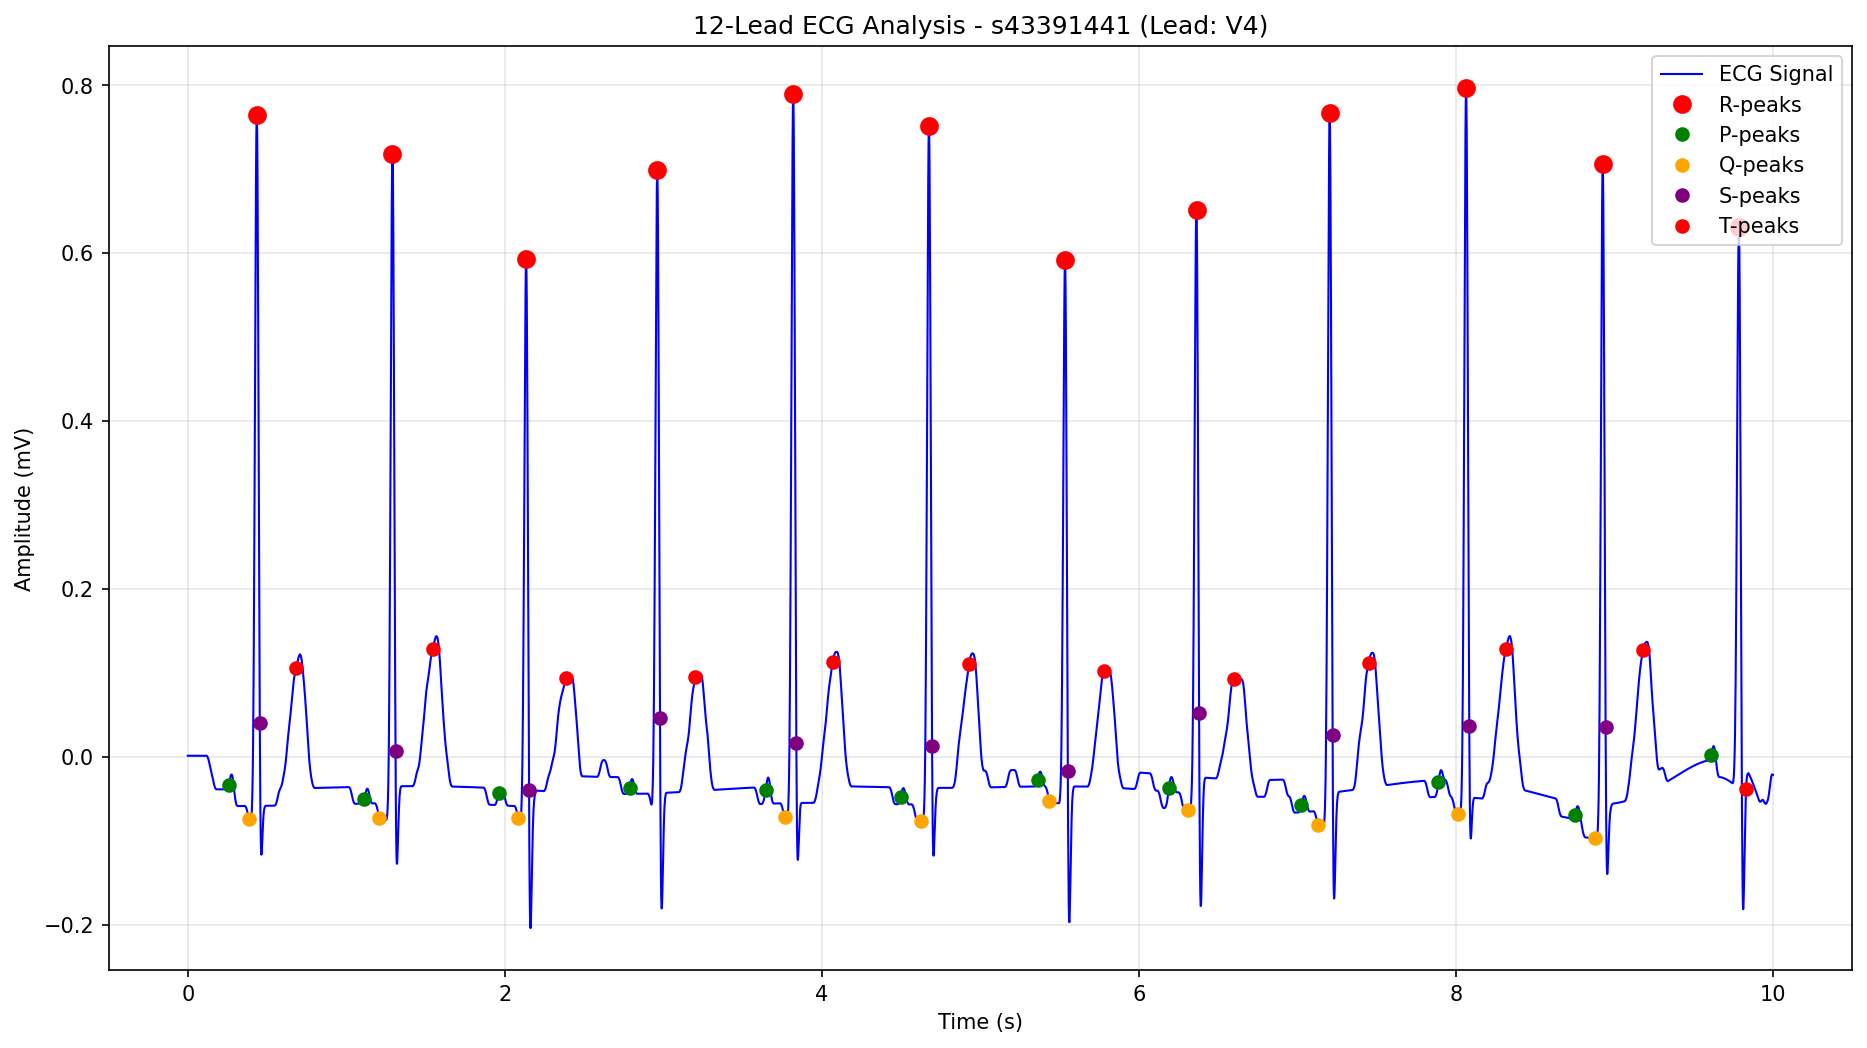 12-Lead ECG Analysis - s43391441 (Lead: V4)
ECG Signal
R-peaks
P-peaks
Q-peaks
S-peaks
T-peaks
Amplitude (mV)
0.8
0.6
0.4
0.2
0.0
−0.2
0 2 4 6 8 10
Time (s)